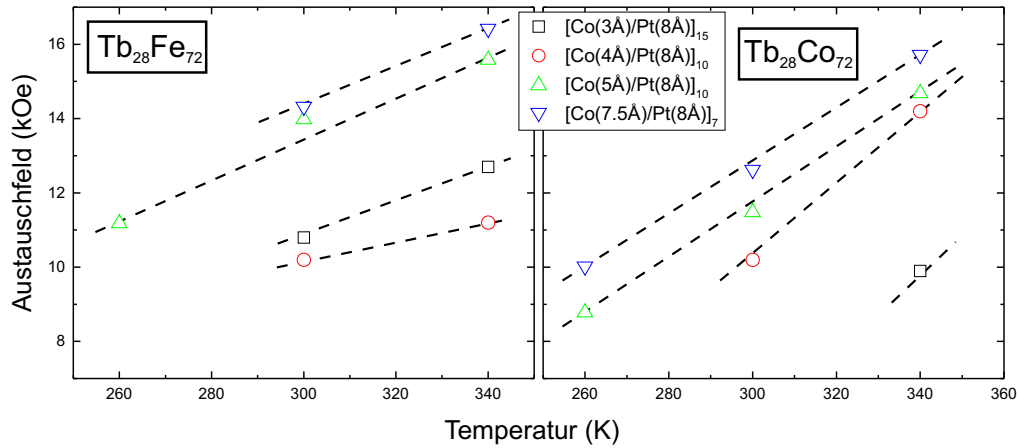 Tb₂₈Fe₇₂
[Co(3Å)/Pt(8Å)]₁₅
[Co(4Å)/Pt(8Å)]₁₀
[Co(5Å)/Pt(8Å)]₁₀
[Co(7.5Å)/Pt(8Å)]₇
Tb₂₈Co₇₂
Austauschfeld (kOe)
16
14
12
10
8
260 280 300 320 340
260 280 300 320 340 360
Temperatur (K)